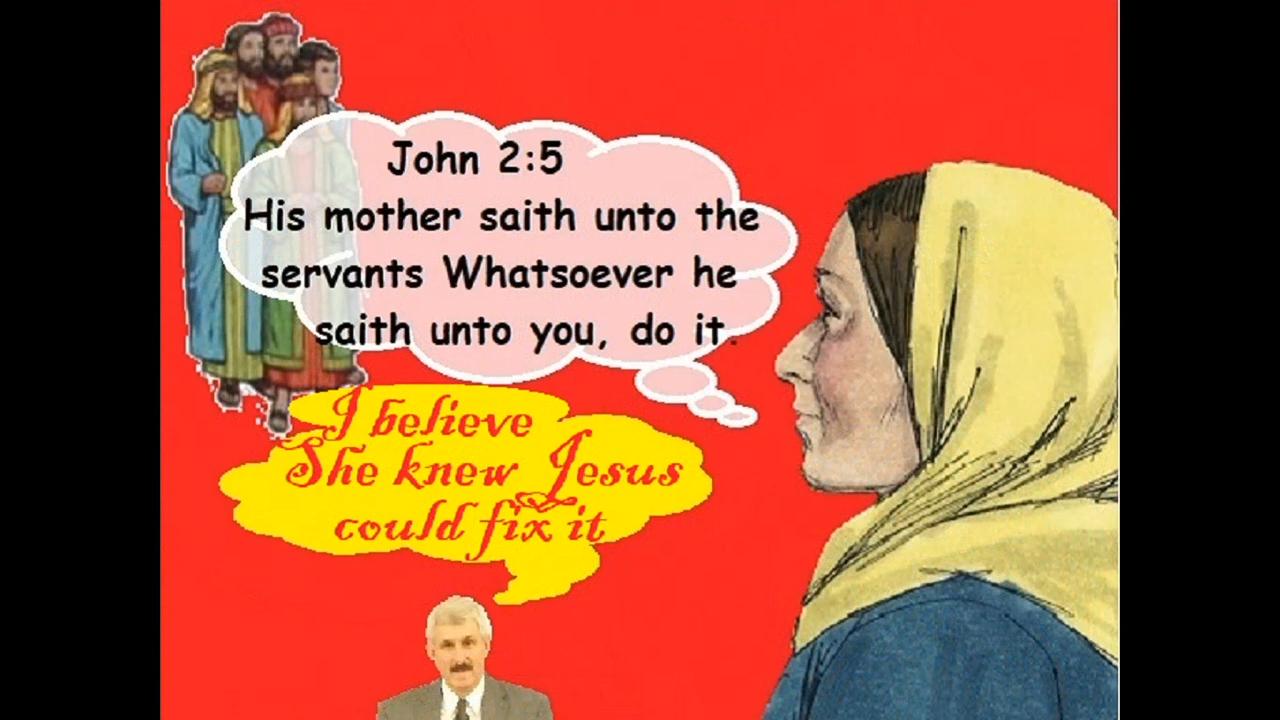 John 2:5
His mother saith unto the
servants Whatsoever he
saith unto you, do it.
I believe
She knew Jesus
could fix it